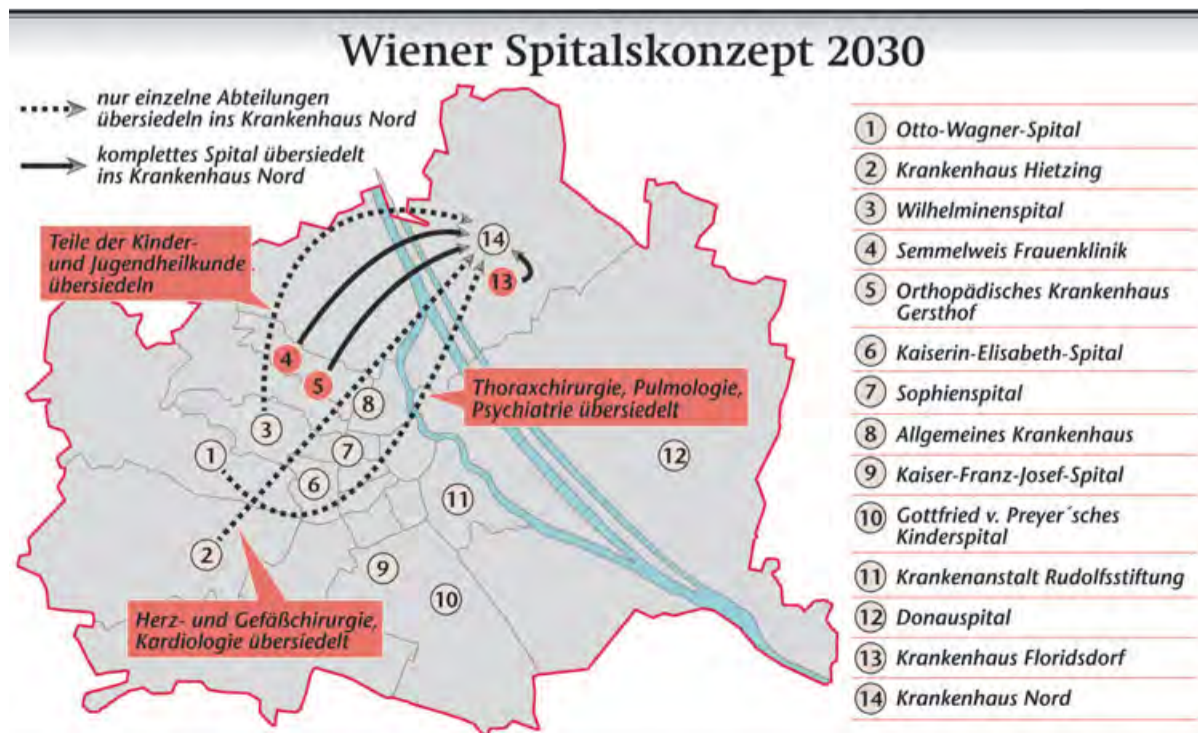 Wiener Spitalskonzept 2030
nur einzelne Abteilungen
übersiedeln ins Krankenhaus Nord
komplettes Spital übersiedelt
ins Krankenhaus Nord
Teile der Kinder-
und Jugendheilkunde
übersiedeln
14
13
4
5
8
Thoraxchirurgie, Pulmologie,
Psychiatrie übersiedelt
3
7
1
12
6
11
2
9
10
Herz- und Gefäßchirurgie,
Kardiologie übersiedelt
1 Otto-Wagner-Spital
2 Krankenhaus Hietzing
3 Wilhelminenspital
4 Semmelweis Frauenklinik
5 Orthopädisches Krankenhaus
Gersthof
6 Kaiserin-Elisabeth-Spital
7 Sophienspital
8 Allgemeines Krankenhaus
9 Kaiser-Franz-Josef-Spital
10 Gottfried v. Preyer´sches
Kinderspital
11 Krankenanstalt Rudolfsstiftung
12 Donauspital
13 Krankenhaus Floridsdorf
14 Krankenhaus Nord